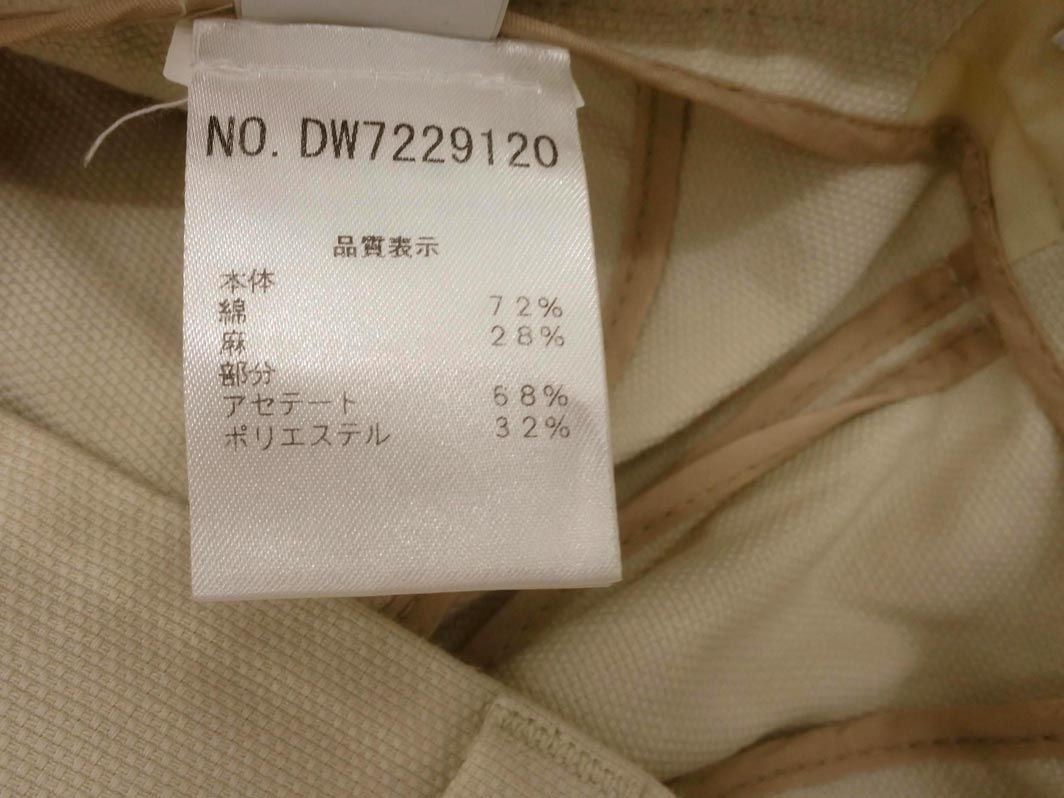 NO. DW7229120
品質表示
本体
綿 72%
麻 28%
部分
アセテート 68%
ポリエステル 32%